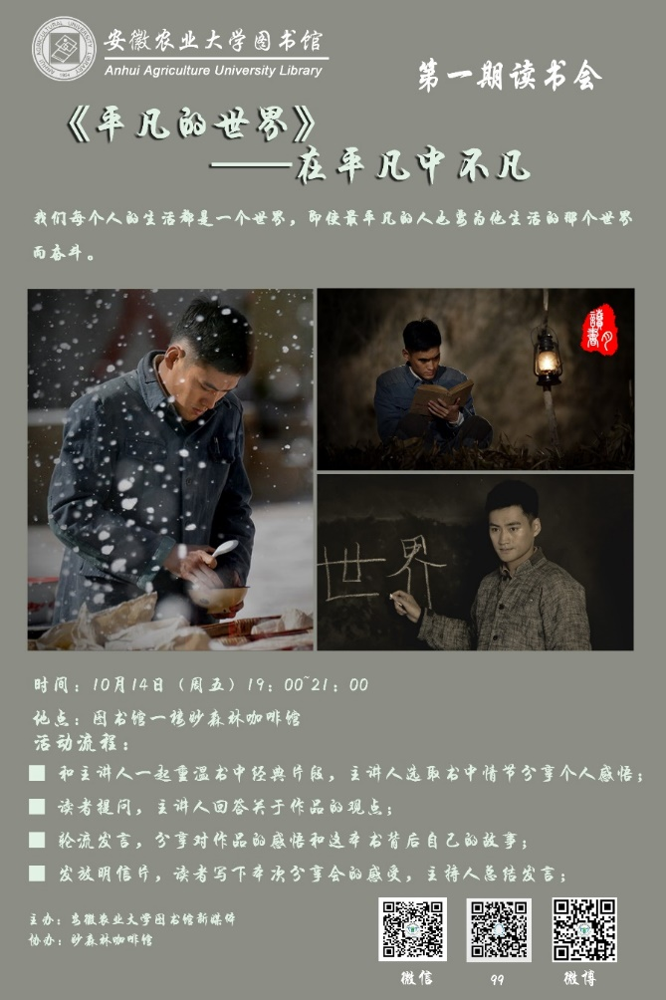 安徽农业大学图书馆
Anhui Agriculture University Library
第一期读书会
《平凡的世界》
——在平凡中不凡
我们每个人的生活都是一个世界，即使最平凡的人也要为他生活的那个世界
而奋斗。
讀書
世界
时间：10月14日（周五）19：00~21：00
地点：图书馆一楼妙森林咖啡馆
活动流程：
■ 和主讲人一起重温书中经典片段，主讲人选取书中情节分享个人感悟；
■ 读者提问，主讲人回答关于作品的观点；
■ 轮流发言，分享对作品的感悟和这本书背后自己的故事；
■ 发放明信片，读者写下本次分享会的感受，主持人总结发言；
主办：安徽农业大学图书馆新媒体
协办：妙森林咖啡馆
微信
qq
微博